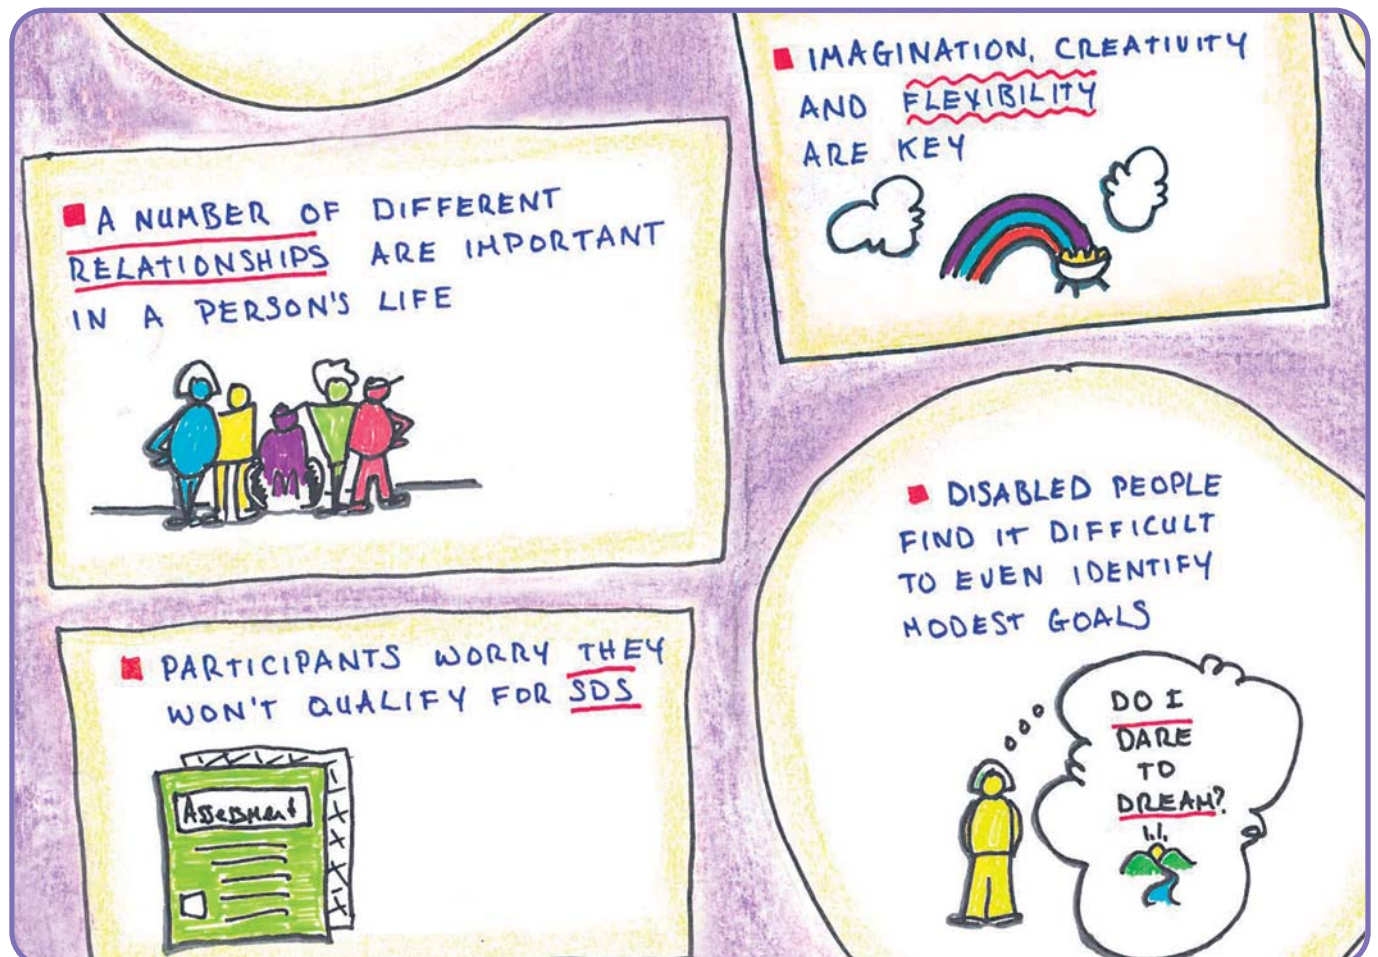 IMAGINATION, CREATIVITY
AND FLEXIBILITY
ARE KEY
A NUMBER OF DIFFERENT
RELATIONSHIPS ARE IMPORTANT
IN A PERSON'S LIFE
DISABLED PEOPLE
FIND IT DIFFICULT
TO EVEN IDENTIFY
MODEST GOALS
DO I
DARE
TO
DREAM?
PARTICIPANTS WORRY THEY
WON'T QUALIFY FOR SDS
Assessment